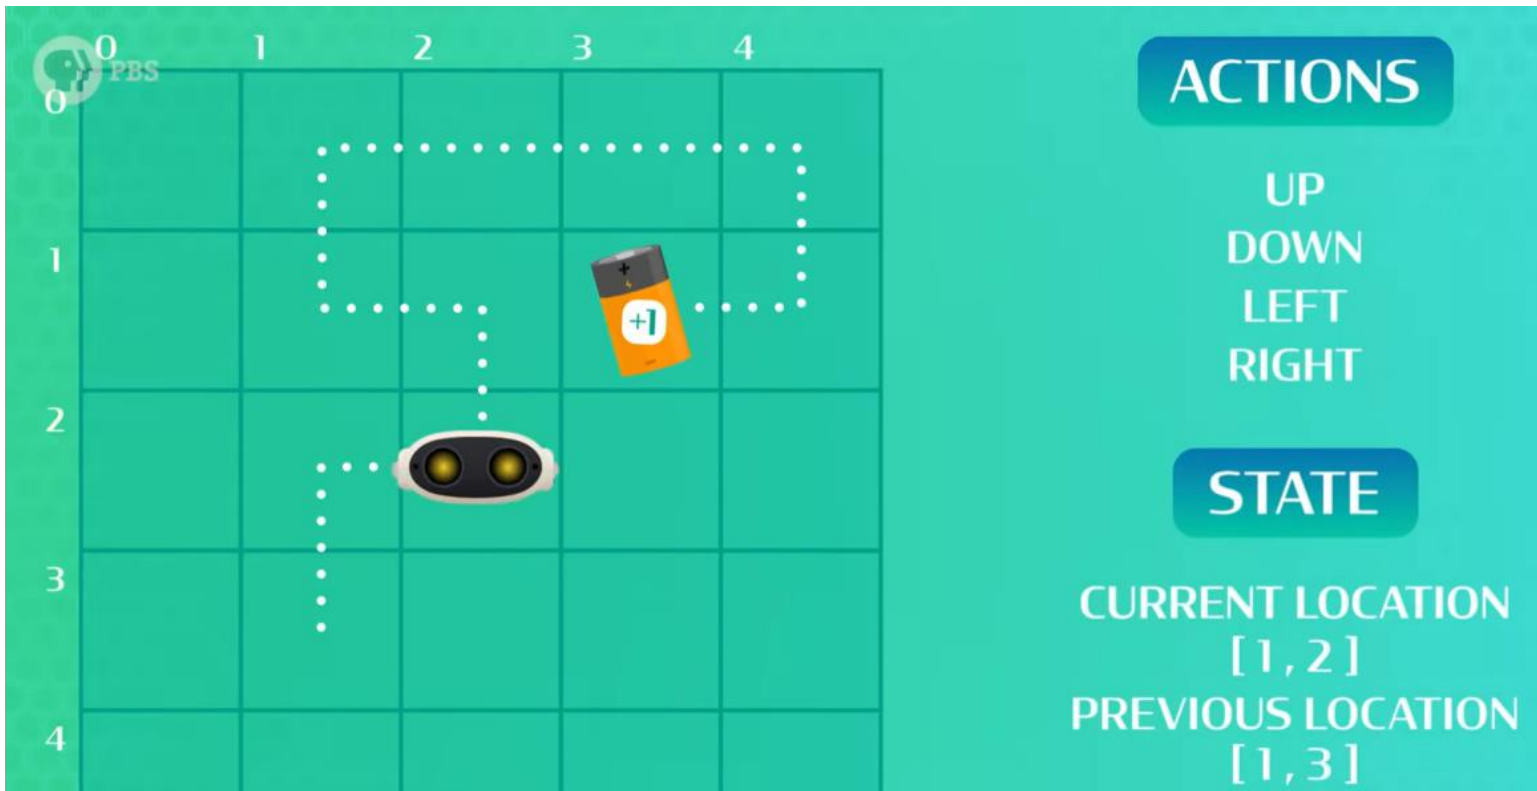 0 1 2 3 4
PBS
0
1
+1
2
3
4
ACTIONS
UP
DOWN
LEFT
RIGHT
STATE
CURRENT LOCATION
[1,2]
PREVIOUS LOCATION
[1,3]